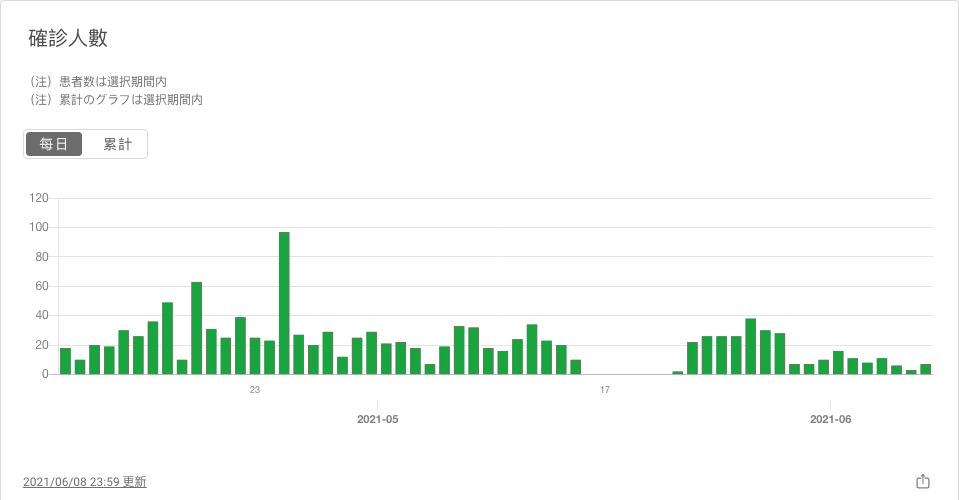 確診人數
（注）患者数は選択期間内
（注）累計のグラフは選択期間内
每日 累計
120
100
80
60
40
20
0
23 17
2021-05 2021-06
2021/06/08 23:59 更新